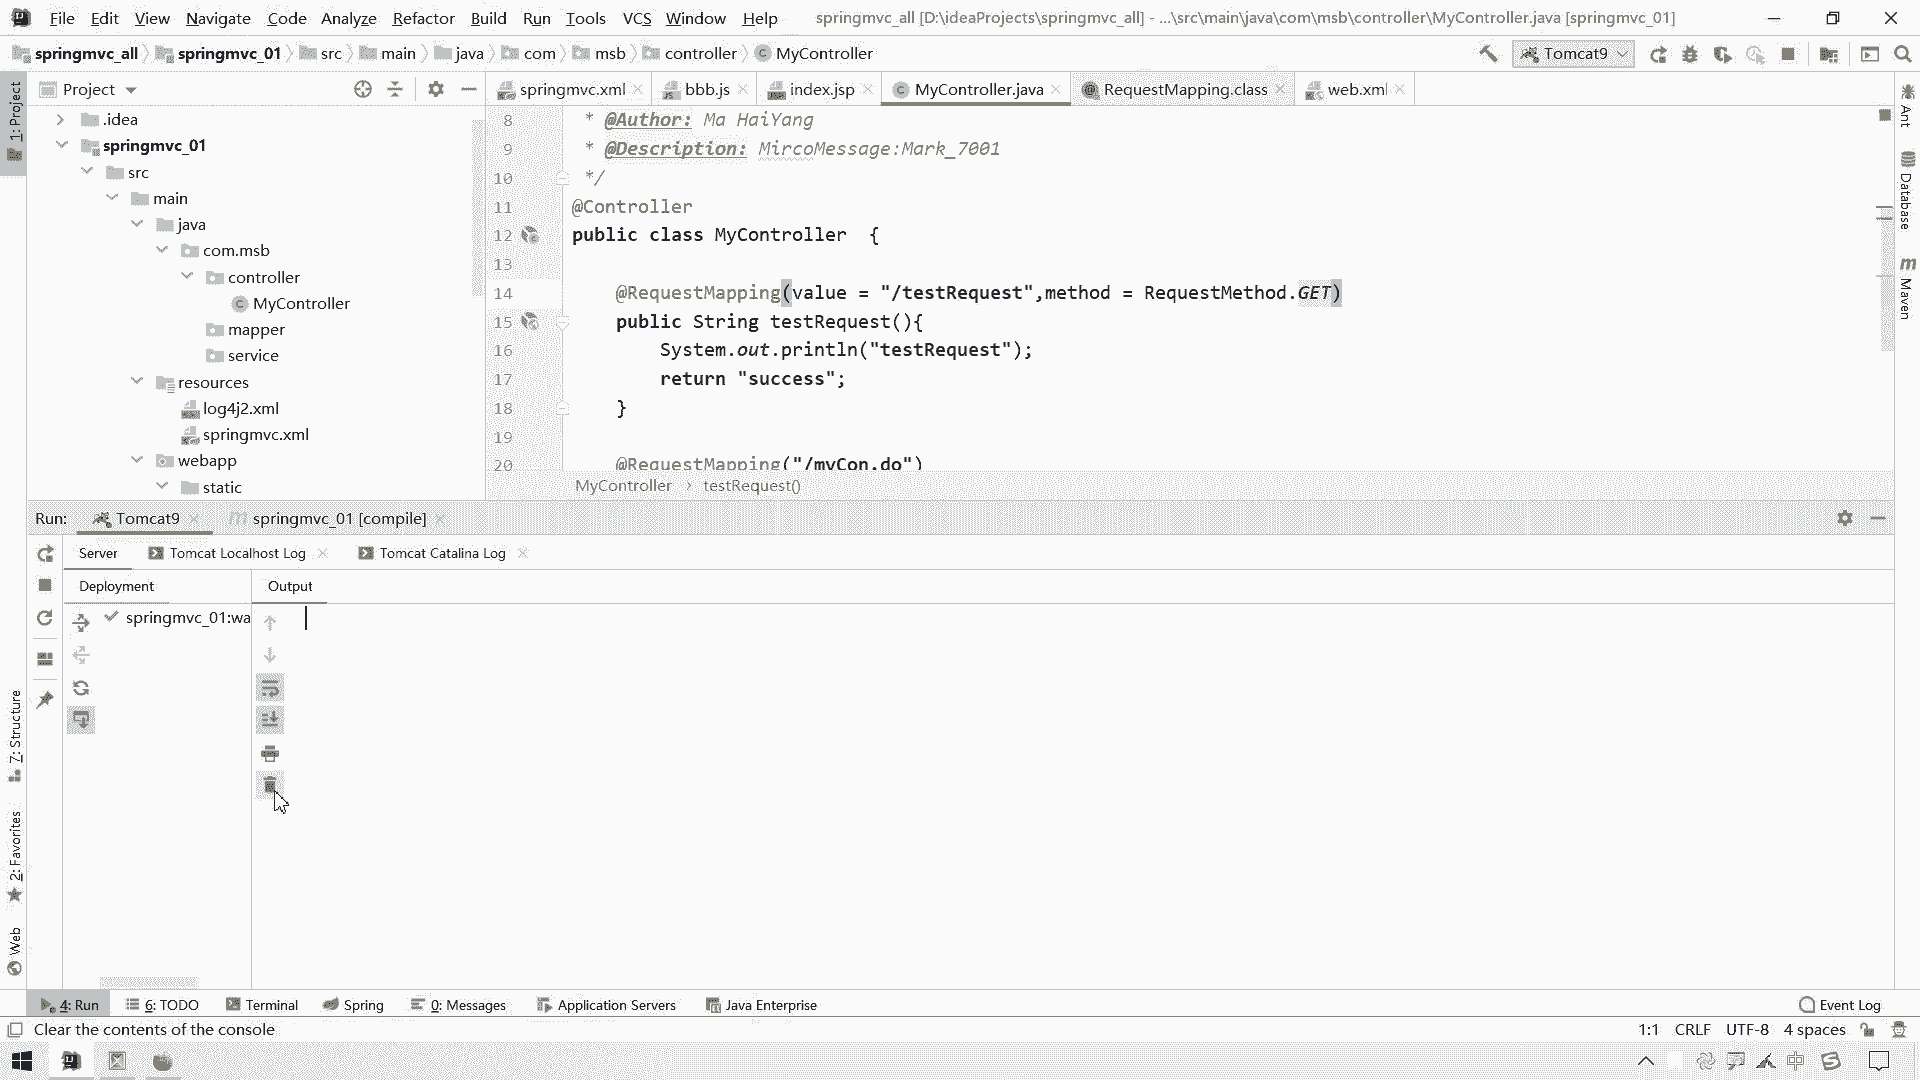 File Edit View Navigate Code Analyze Refactor Build Run Tools VCS Window Help springmvc_all [D:\ideaProjects\springmvc_all] - ...\src\main\java\com\msb\controller\MyController.java [springmvc_01]
springmvc_all springmvc_01 src main java com msb controller MyController Tomcat9
Project springmvc.xml bbb.js index.jsp MyController.java RequestMapping.class web.xml
.idea
springmvc_01
src
main
java
com.msb
controller
MyController
mapper
service
resources
log4j2.xml
springmvc.xml
webapp
static
8 * @Author: Ma HaiYang
9 * @Description: MircoMessage:Mark_7001
10 */
11 @Controller
12 public class MyController {
13
14 @RequestMapping(value = "/testRequest",method = RequestMethod.GET)
15 public String testRequest(){
16 System.out.println("testRequest");
17 return "success";
18 }
19
20 @RequestMapping("/myCon.do")
MyController › testRequest()
1: Project
7: Structure
2: Favorites
Web
Ant
Database
m Maven
Run: Tomcat9 m springmvc_01 [compile]
Server Tomcat Localhost Log Tomcat Catalina Log
Deployment Output
springmvc_01:wa
4: Run 6: TODO Terminal Spring 0: Messages Application Servers Java Enterprise Event Log
Clear the contents of the console 1:1 CRLF UTF-8 4 spaces
中